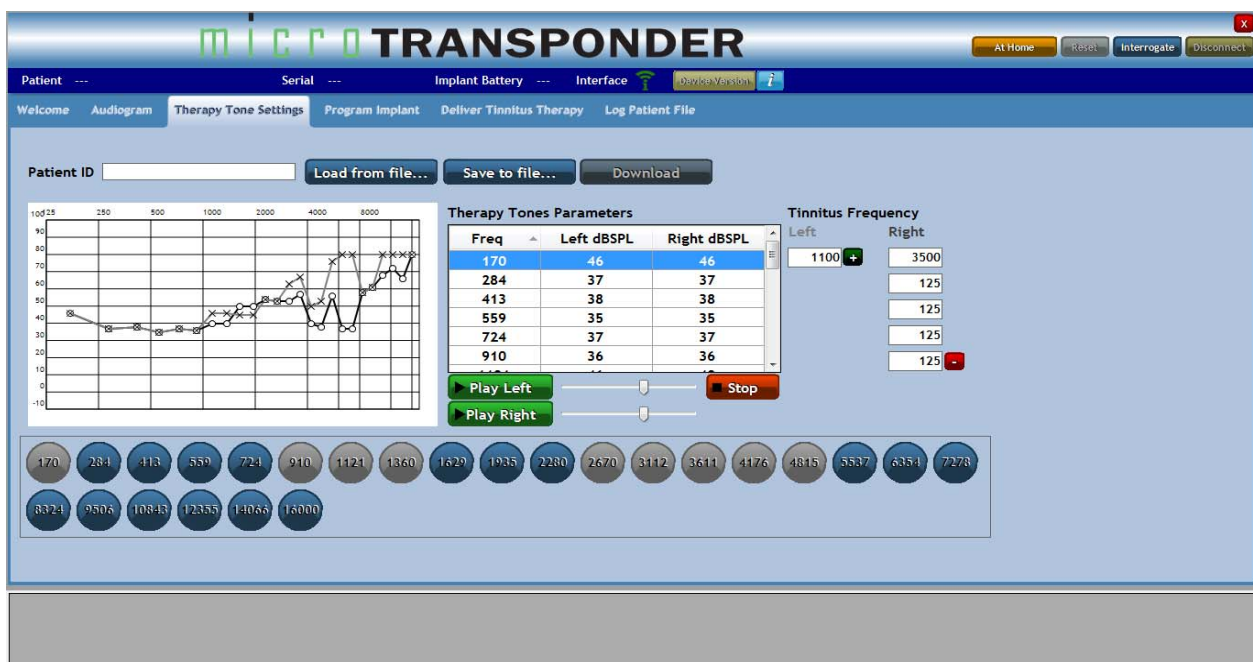 microTRANSPONDER
X
At Home Reset Interrogate Disconnect
Patient --- Serial --- Implant Battery --- Interface Device Version i
Welcome Audiogram Therapy Tone Settings Program Implant Deliver Tinnitus Therapy Log Patient File
Patient ID Load from file... Save to file... Download
Therapy Tones Parameters Tinnitus Frequency
250 500 1000 2000 4000 8000
100
90
80
70
60
50
40
30
20
10
0
-10
Freq Left dBSPL Right dBSPL
170 46 46
284 37 37
413 38 38
559 35 35
724 37 37
910 36 36
Left Right
1100 + 3500
125
125
125
125 -
Play Left Stop
Play Right
170 284 413 559 724 910 1121 1360 1629 1935 2280 2670 3112 3611 4176 4815 5537 6354 7278
8324 9506 10843 12355 14066 16000